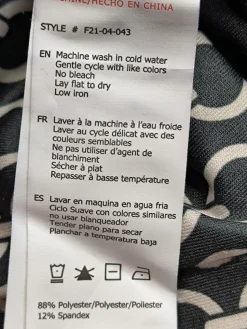 CHINE/HECHO EN CHINA
STYLE # F21-04-043
EN Machine wash in cold water
Gentle cycle with like colors
No bleach
Lay flat to dry
Low iron
FR Laver à la machine à l'eau froide
Laver au cycle délicat avec des
couleurs semblables
Ne pas utiliser d'agent de
blanchiment
Sécher à plat
Repasser à basse température
ES Lavar en maquina en agua fria
Ciclo Suave con colores similares
no usar blanqueador
Tender plano para secar
Planchar a temperatura baja
88% Polyester/Polyester/Poliester
12% Spandex